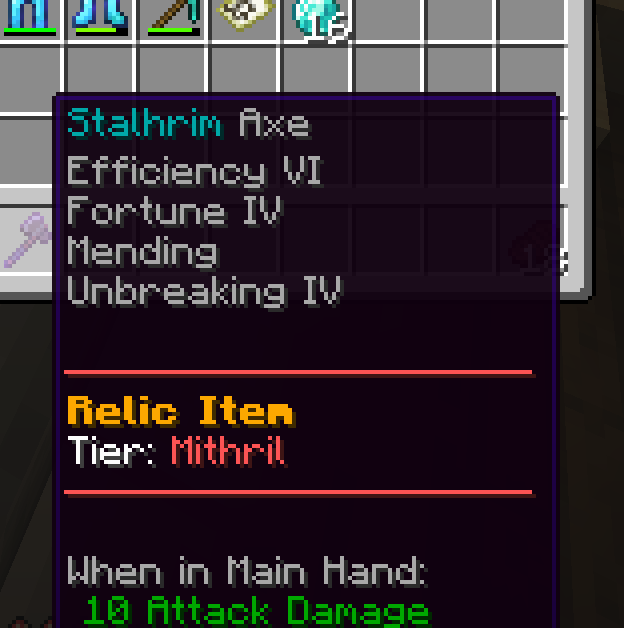 16
Stalhrim Axe
Efficiency VI
Fortune IV
Mending
Unbreaking IV
Relic Item
Tier: Mithril
When in Main Hand:
10 Attack Damage